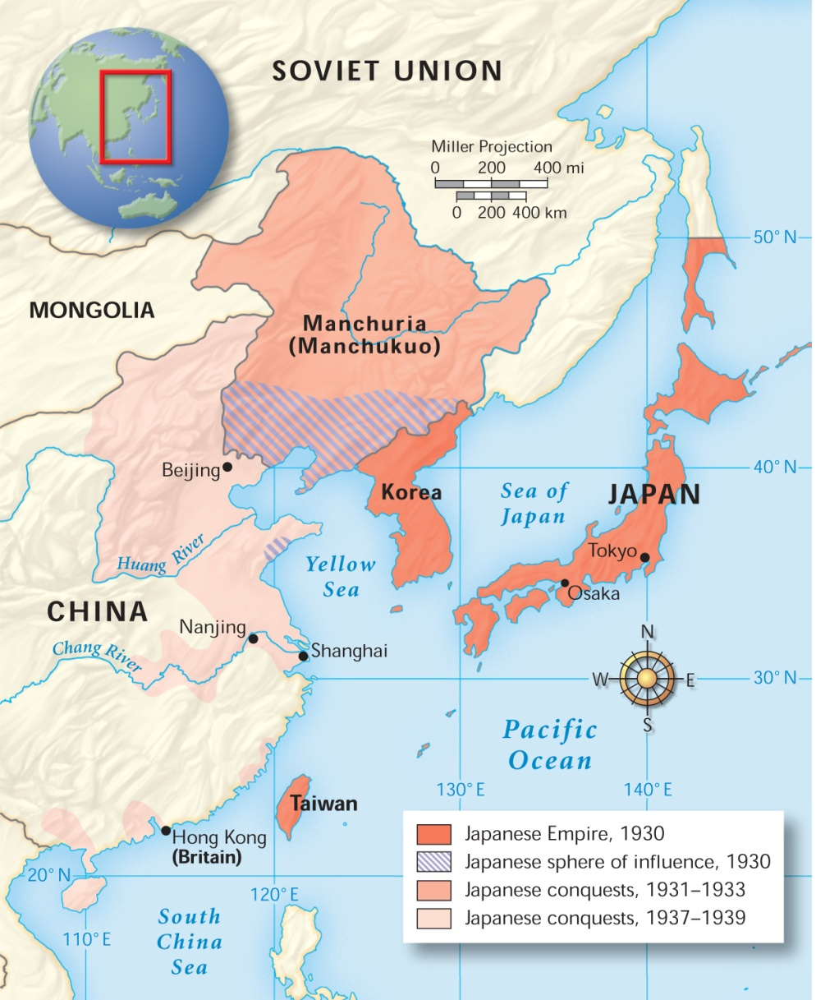 SOVIET UNION
Miller Projection
0 200 400 mi
0 200 400 km
50° N
MONGOLIA
Manchuria
(Manchukuo)
Beijing
40° N
Korea
Sea of
Japan
JAPAN
Tokyo
Osaka
Huang River
Yellow
Sea
CHINA
Nanjing
Chang River
Shanghai
N
W
E
S
30° N
Pacific
Ocean
130° E
140° E
Taiwan
Hong Kong
(Britain)
20° N
120° E
110° E
South
China
Sea
Japanese Empire, 1930
Japanese sphere of influence, 1930
Japanese conquests, 1931–1933
Japanese conquests, 1937–1939